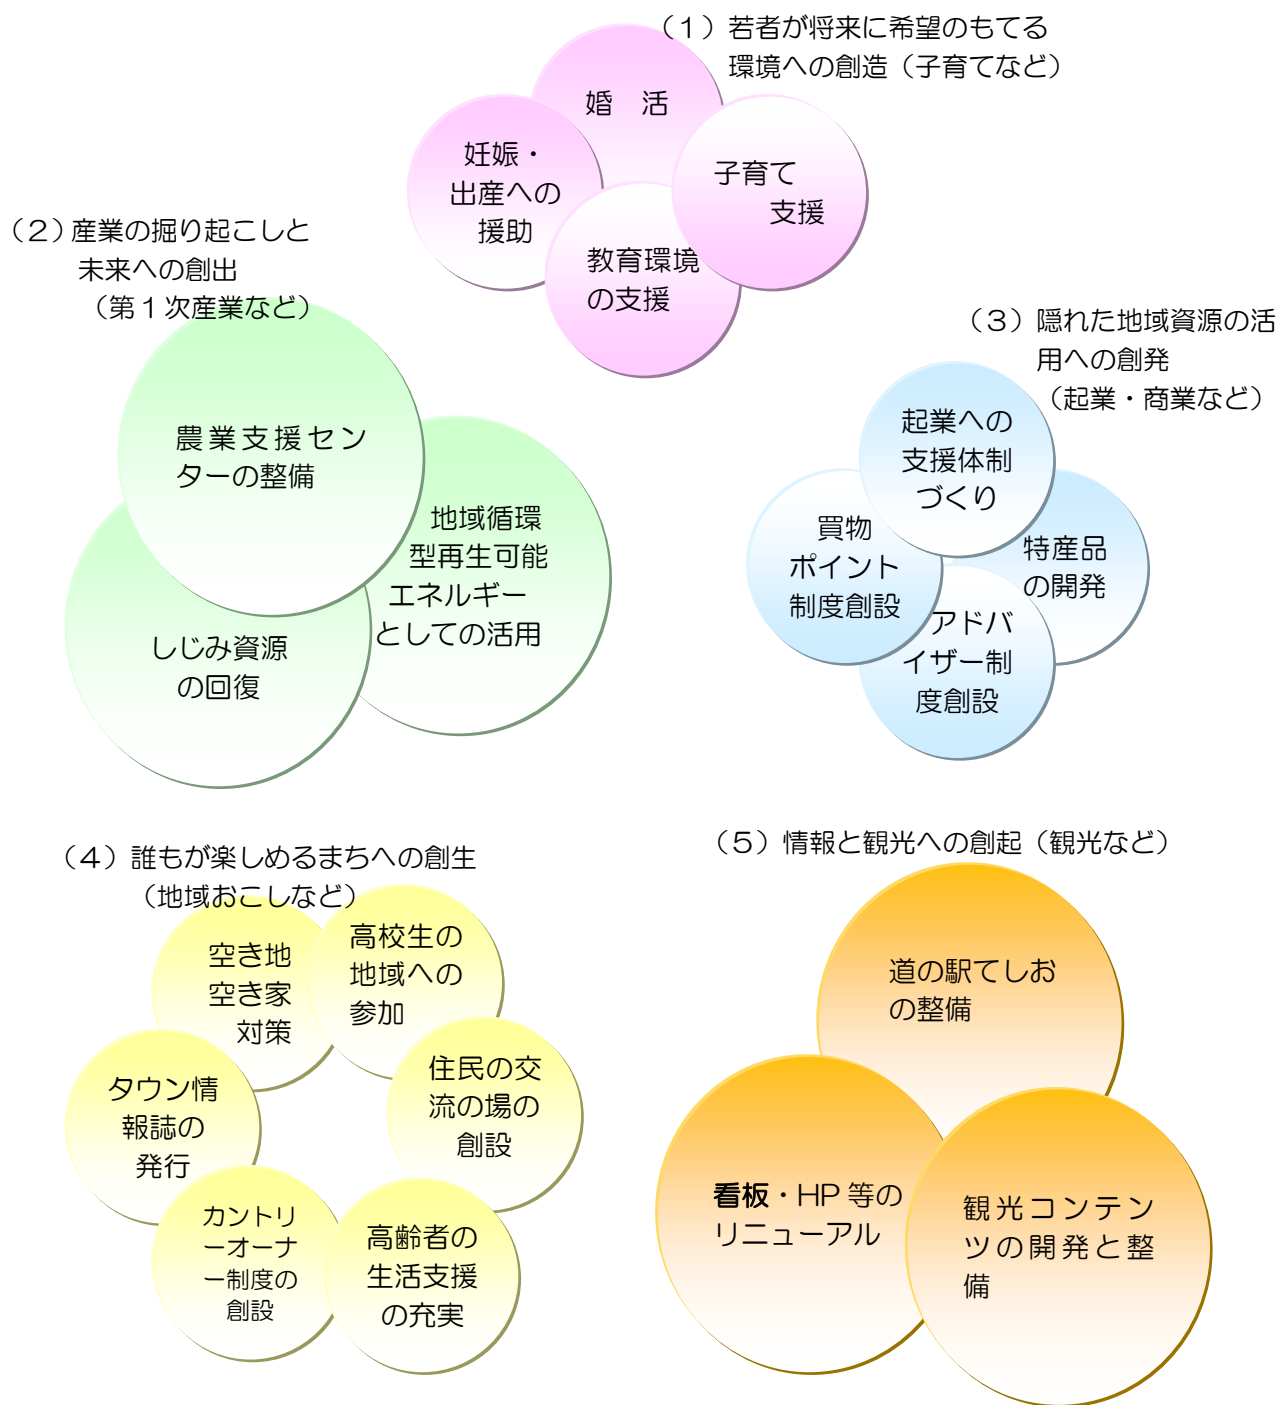 （１）若者が将来に希望のもてる
環境への創造（子育てなど）
婚　活
妊娠・
出産への
援助
子育て
支援
教育環境
の支援
（２）産業の掘り起こしと
未来への創出
（第１次産業など）
農業支援セン
ターの整備
地域循環
型再生可能
エネルギー
としての活用
しじみ資源
の回復
（３）隠れた地域資源の活
用への創発
（起業・商業など）
起業への
支援体制
づくり
買物
ポイント
制度創設
特産品
の開発
アドバ
イザー制
度創設
（４）誰もが楽しめるまちへの創生
（地域おこしなど）
空き地
空き家
対策
高校生の
地域への
参加
住民の交
流の場の
創設
タウン情
報誌の
発行
カントリ
ーオーナ
ー制度の
創設
高齢者の
生活支援
の充実
（５）情報と観光への創起（観光など）
道の駅てしお
の整備
看板・HP 等の
リニューアル
観光コンテン
ツの開発と整
備